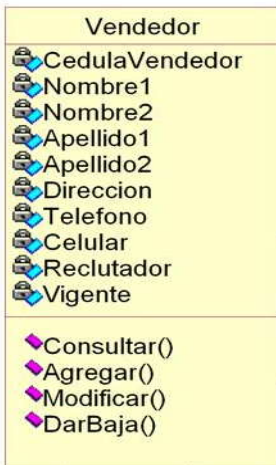 Vendedor
CedulaVendedor
Nombre1
Nombre2
Apellido1
Apellido2
Direccion
Telefono
Celular
Reclutador
Vigente
Consultar()
Agregar()
Modificar()
DarBaja()